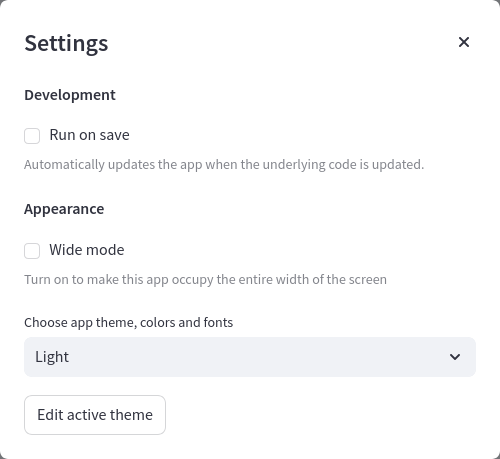 Settings
Development
Run on save
Automatically updates the app when the underlying code is updated.
Appearance
Wide mode
Turn on to make this app occupy the entire width of the screen
Choose app theme, colors and fonts
Light
Edit active theme